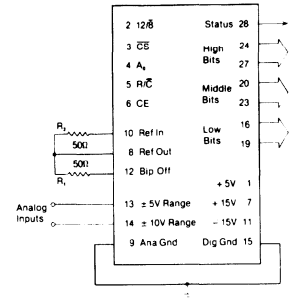 2 12/8̅ Status 28
3 C̅S̅ High Bits 24
4 A₀ 27
5 R/C̅ Middle Bits 20
6 CE 23
R₂
50Ω
10 Ref In Low Bits 16
8 Ref Out 19
50Ω
R₁
12 Bip Off
+ 5V 1
Analog Inputs
13 ± 5V Range + 15V 7
14 ± 10V Range − 15V 11
9 Ana Gnd Dig Gnd 15